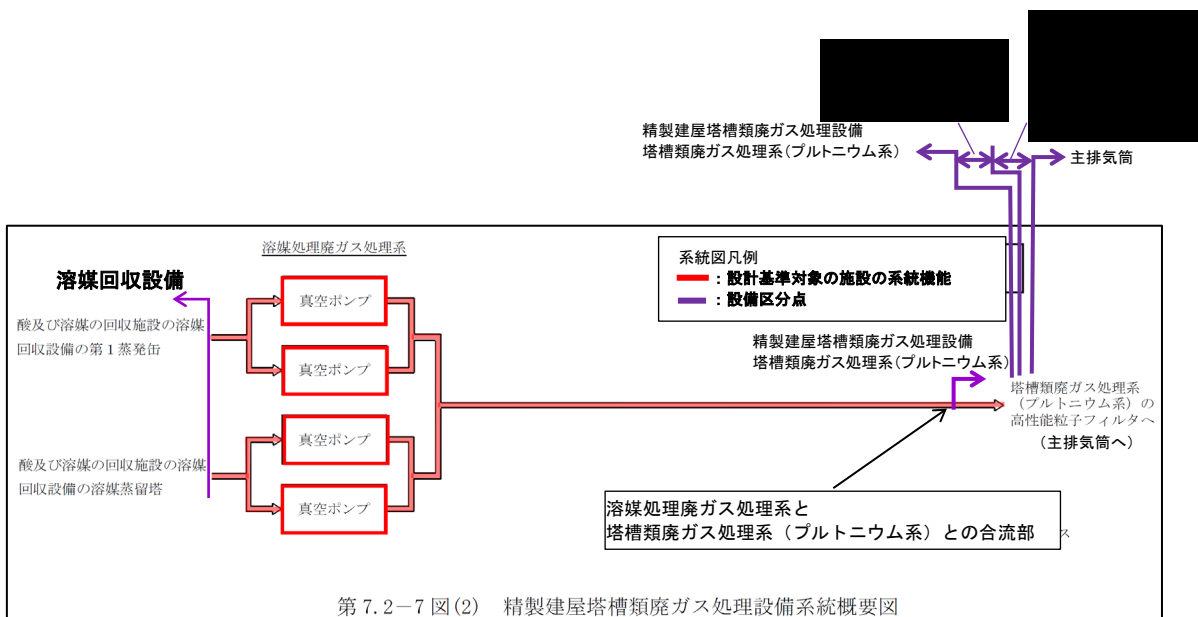 精製建屋塔槽類廃ガス処理設備
塔槽類廃ガス処理系(プルトニウム系)
主排気筒
溶媒処理廃ガス処理系
系統図凡例
:設計基準対象の施設の系統機能
:設備区分点
溶媒回収設備
真空ポンプ
酸及び溶媒の回収施設の溶媒
回収設備の第1蒸発缶
真空ポンプ
精製建屋塔槽類廃ガス処理設備
塔槽類廃ガス処理系(プルトニウム系)
塔槽類廃ガス処理系
(プルトニウム系)の
高性能粒子フィルタへ
(主排気筒へ)
真空ポンプ
酸及び溶媒の回収施設の溶媒
回収設備の溶媒蒸留塔
真空ポンプ
溶媒処理廃ガス処理系と
塔槽類廃ガス処理系(プルトニウム系)との合流部
ス
第7.2-7図(2) 精製建屋塔槽類廃ガス処理設備系統概要図